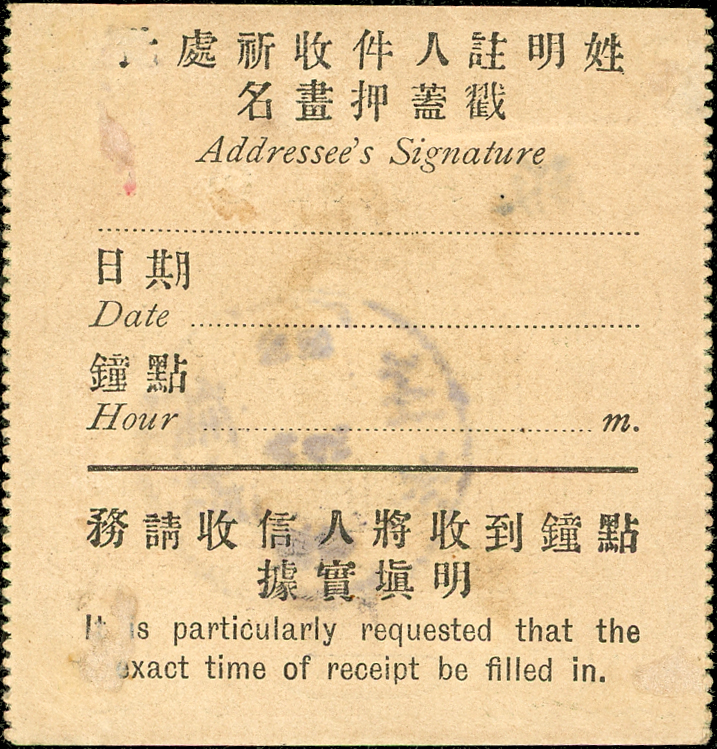 處祈收件人註明姓
名畫押蓋戳
Addressee's Signature
日期
Date
鐘點
Hour m.
務請收信人將收到鐘點
據實塡明
It is particularly requested that the
exact time of receipt be filled in.